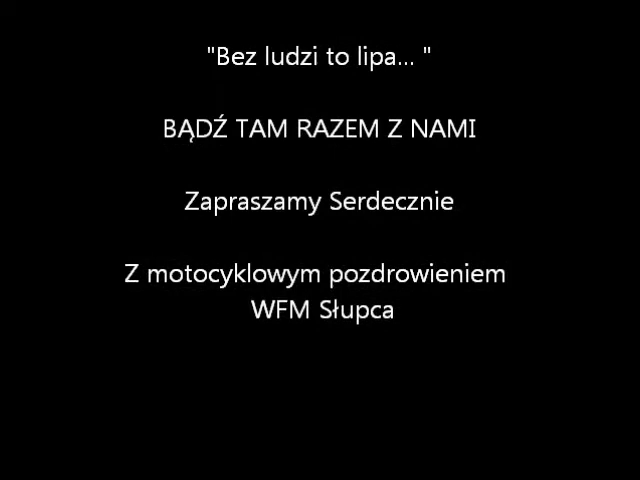 "Bez ludzi to lipa... "
BĄDŹ TAM RAZEM Z NAMI
Zapraszamy Serdecznie
Z motocyklowym pozdrowieniem
WFM Słupca